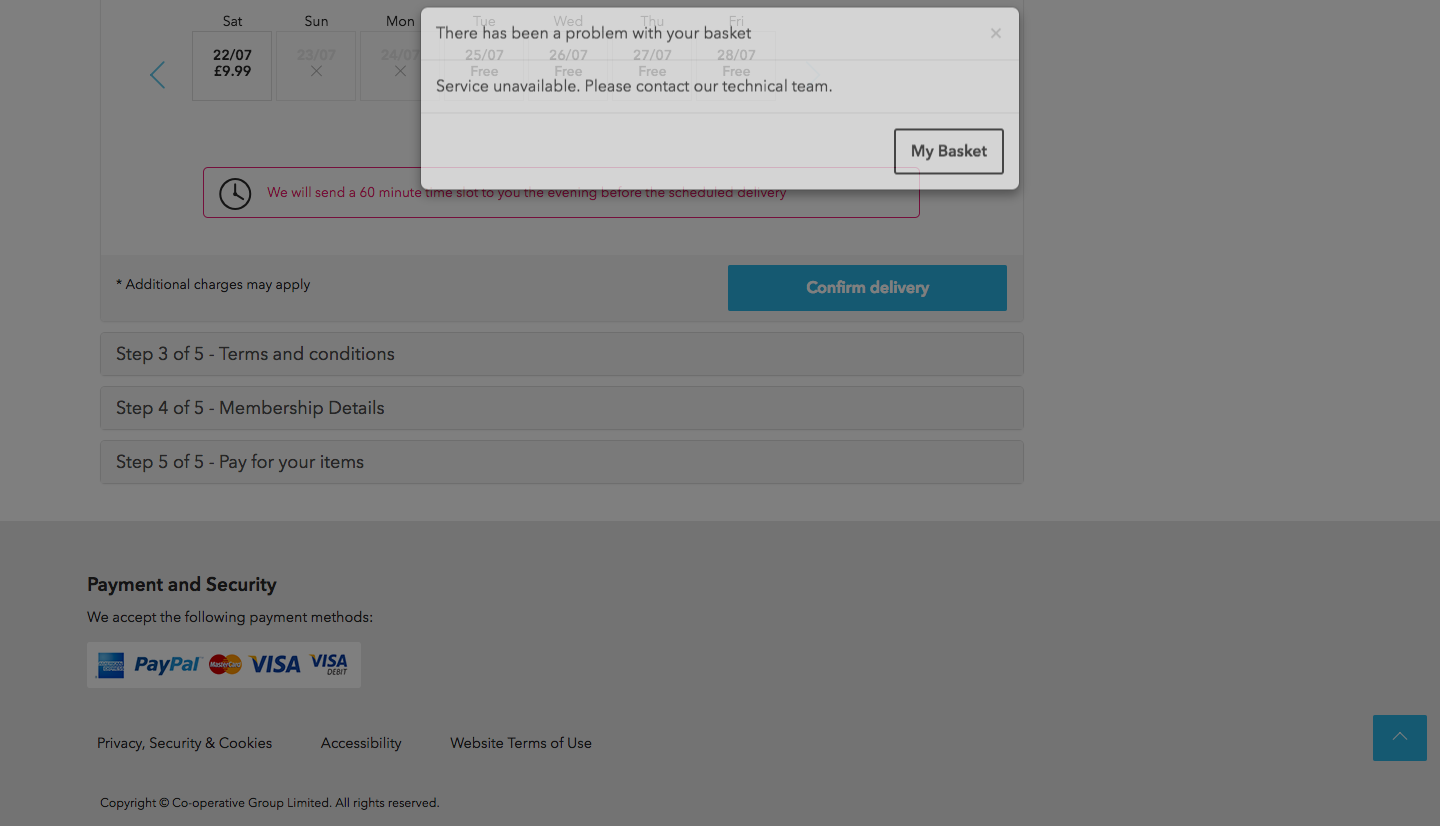 Sat Sun Mon Tue Wed Thu Fri
22/07 23/07 24/07 25/07 26/07 27/07 28/07
£9.99 Free Free Free Free
There has been a problem with your basket
×
Service unavailable. Please contact our technical team.
My Basket
We will send a 60 minute time slot to you the evening before the scheduled delivery
* Additional charges may apply
Confirm delivery
Step 3 of 5 - Terms and conditions
Step 4 of 5 - Membership Details
Step 5 of 5 - Pay for your items
Payment and Security
We accept the following payment methods:
AMERICAN EXPRESS PayPal MasterCard VISA VISA DEBIT
Privacy, Security & Cookies Accessibility Website Terms of Use
Copyright © Co-operative Group Limited. All rights reserved.